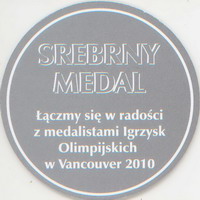 SREBRNY
MEDAL
Łączmy się w radości
z medalistami Igrzysk
Olimpijskich
w Vancouver 2010